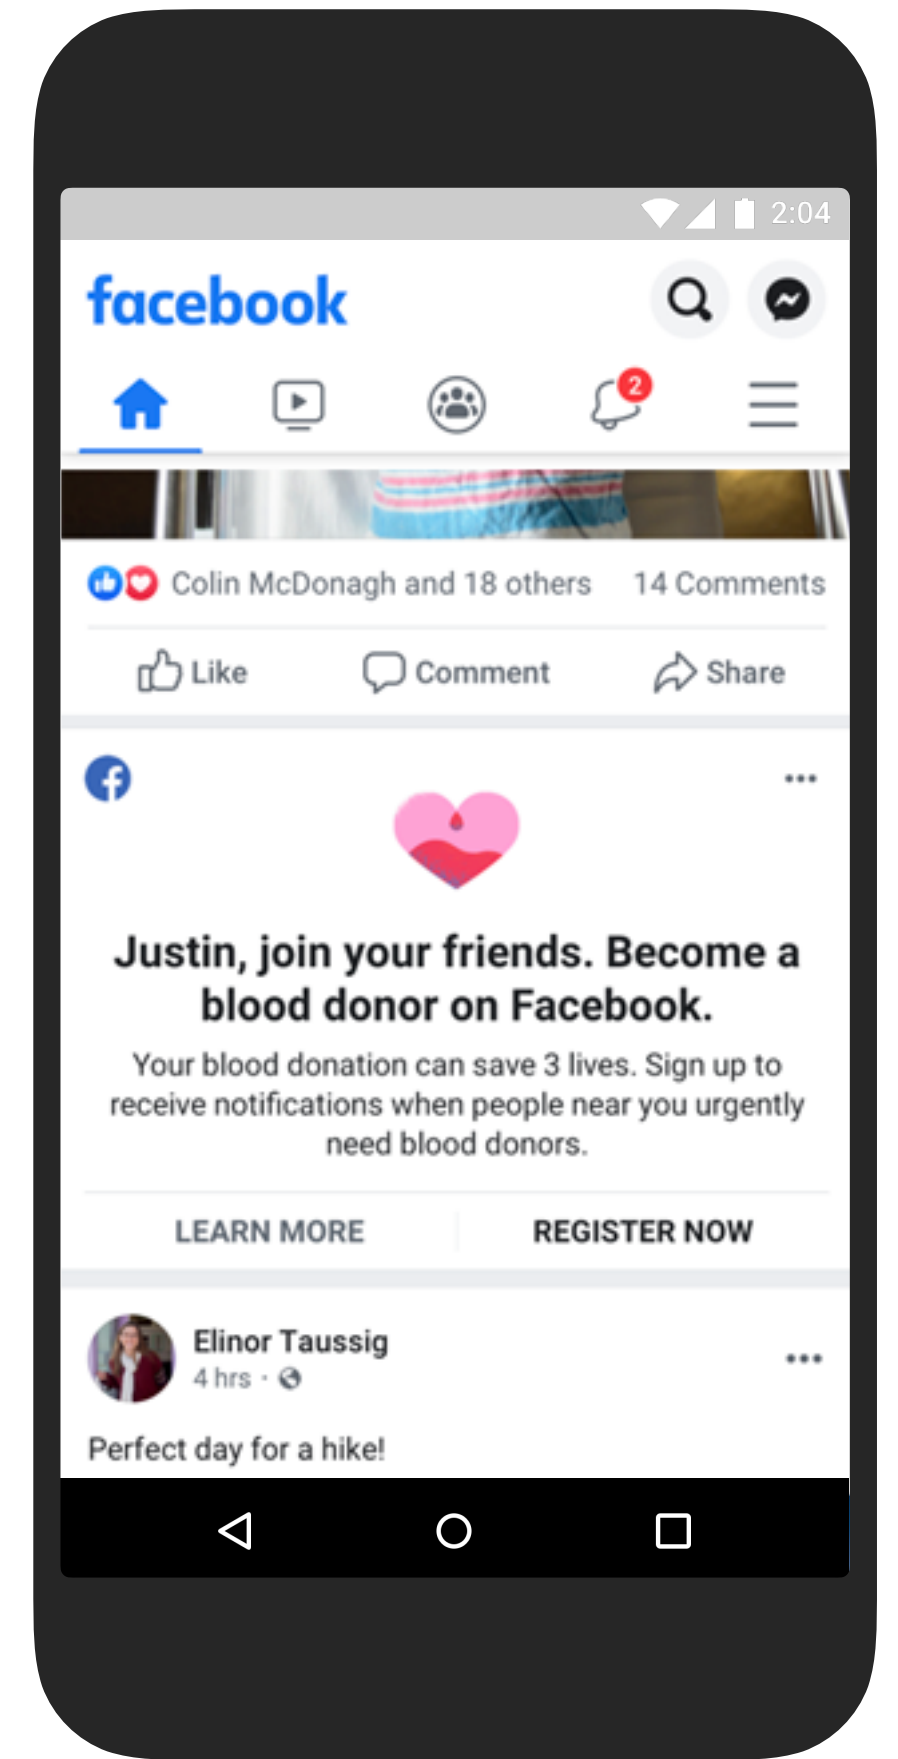 2:04
facebook
2
Colin McDonagh and 18 others 14 Comments
Like Comment Share
Justin, join your friends. Become a
blood donor on Facebook.
Your blood donation can save 3 lives. Sign up to
receive notifications when people near you urgently
need blood donors.
LEARN MORE REGISTER NOW
Elinor Taussig
4 hrs ·
Perfect day for a hike!